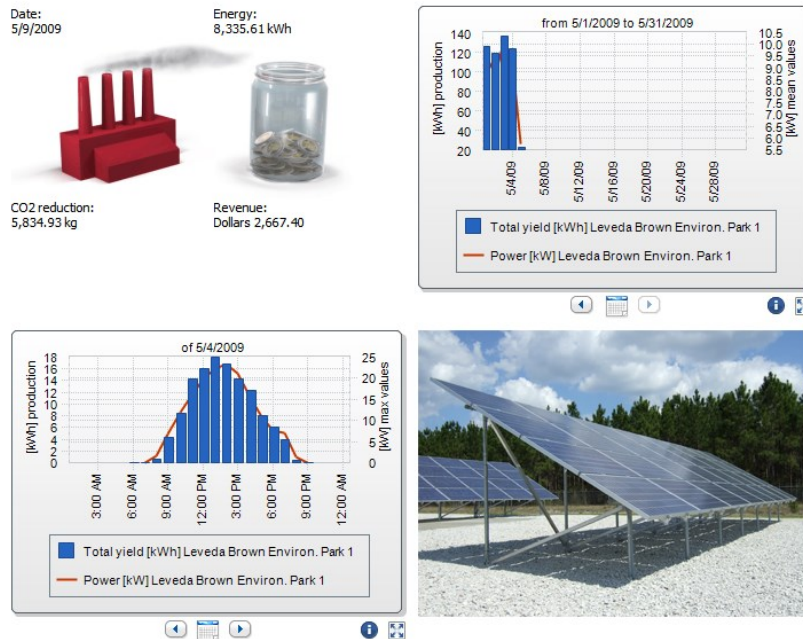 Date:
5/9/2009
Energy:
8,335.61 kWh
CO2 reduction:
5,834.93 kg
Revenue:
Dollars 2,667.40
from 5/1/2009 to 5/31/2009
[kWh] production
140
120
100
80
60
40
20
10.5
10.0
9.5
9.0
8.5
8.0
7.5
7.0
6.5
6.0
5.5
[kW] mean values
5/4/09
5/8/09
5/12/09
5/16/09
5/20/09
5/24/09
5/28/09
Total yield [kWh] Leveda Brown Environ. Park 1
Power [kW] Leveda Brown Environ. Park 1
of 5/4/2009
[kWh] production
18
16
14
12
10
8
6
4
2
0
25
20
15
10
5
0
[kW] max values
3:00 AM
6:00 AM
9:00 AM
12:00 PM
3:00 PM
6:00 PM
9:00 PM
12:00 AM
Total yield [kWh] Leveda Brown Environ. Park 1
Power [kW] Leveda Brown Environ. Park 1